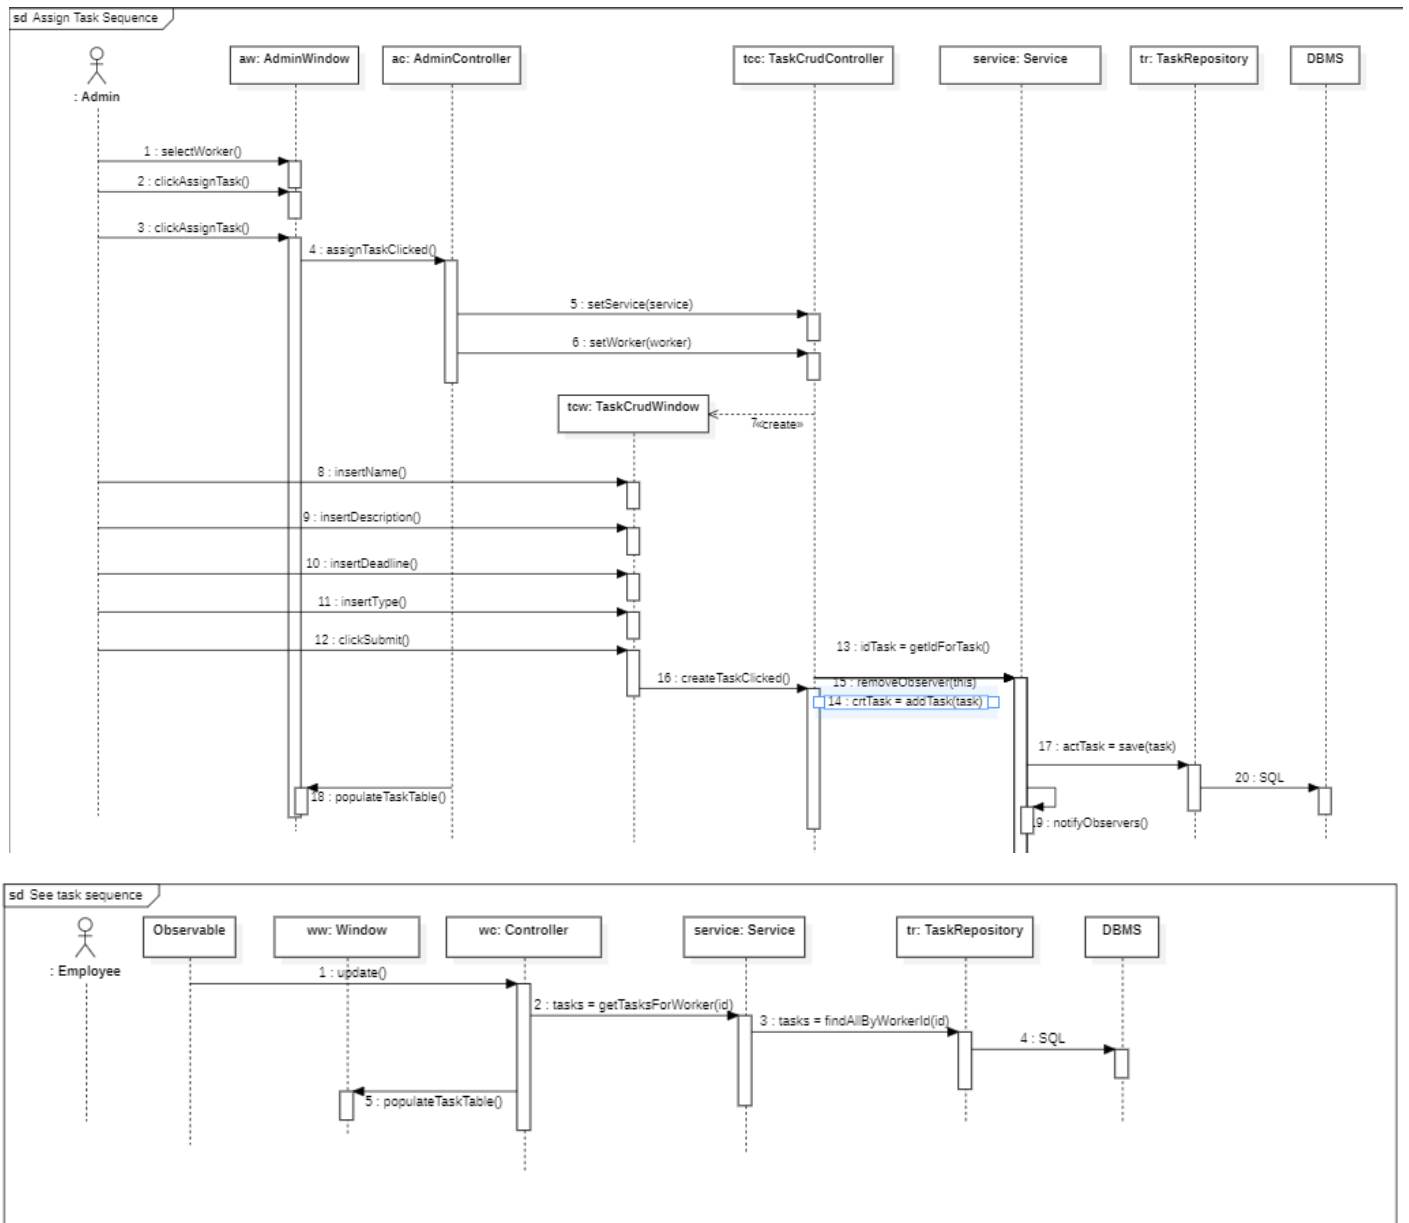 sd Assign Task Sequence
: Admin
aw: AdminWindow
ac: AdminController
tcc: TaskCrudController
service: Service
tr: TaskRepository
DBMS
1 : selectWorker()
2 : clickAssignTask()
3 : clickAssignTask()
4 : assignTaskClicked()
5 : setService(service)
6 : setWorker(worker)
tcw: TaskCrudWindow
7«create»
8 : insertName()
9 : insertDescription()
10 : insertDeadline()
11 : insertType()
12 : clickSubmit()
13 : idTask = getIdForTask()
16 : createTaskClicked()
15 : removeObserver(this)
14 : crtTask = addTask(task)
17 : actTask = save(task)
20 : SQL
18 : populateTaskTable()
9 : notifyObservers()
sd See task sequence
: Employee
Observable
ww: Window
wc: Controller
service: Service
tr: TaskRepository
DBMS
1 : update()
2 : tasks = getTasksForWorker(id)
3 : tasks = findAllByWorkerId(id)
4 : SQL
5 : populateTaskTable()